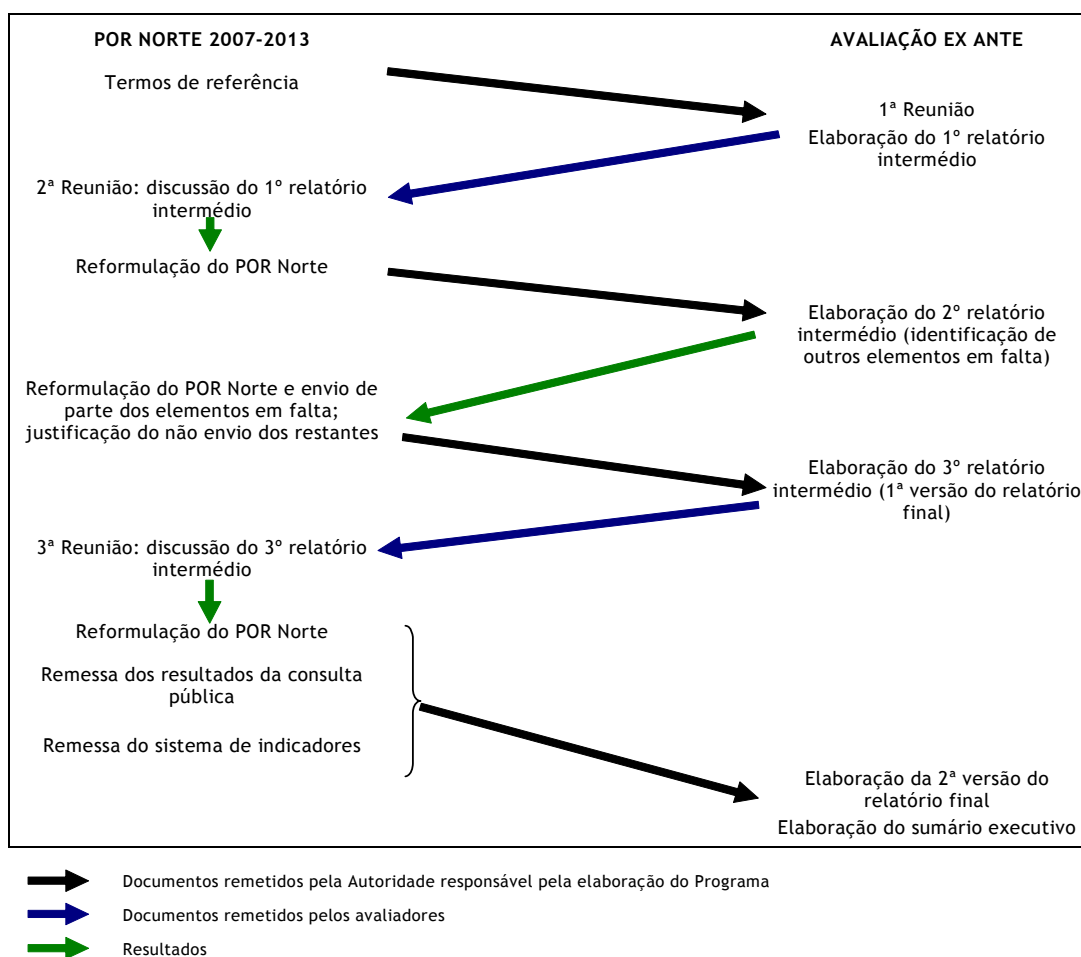 POR NORTE 2007-2013
AVALIAÇÃO EX ANTE
Termos de referência
1ª Reunião
Elaboração do 1º relatório
intermédio
2ª Reunião: discussão do 1º relatório
intermédio
Reformulação do POR Norte
Elaboração do 2º relatório
intermédio (identificação de
outros elementos em falta)
Reformulação do POR Norte e envio de
parte dos elementos em falta;
justificação do não envio dos restantes
Elaboração do 3º relatório
intermédio (1ª versão do relatório
final)
3ª Reunião: discussão do 3º relatório
intermédio
Reformulação do POR Norte
Remessa dos resultados da consulta
pública
Remessa do sistema de indicadores
Elaboração da 2ª versão do
relatório final
Elaboração do sumário executivo
Documentos remetidos pela Autoridade responsável pela elaboração do Programa
Documentos remetidos pelos avaliadores
Resultados